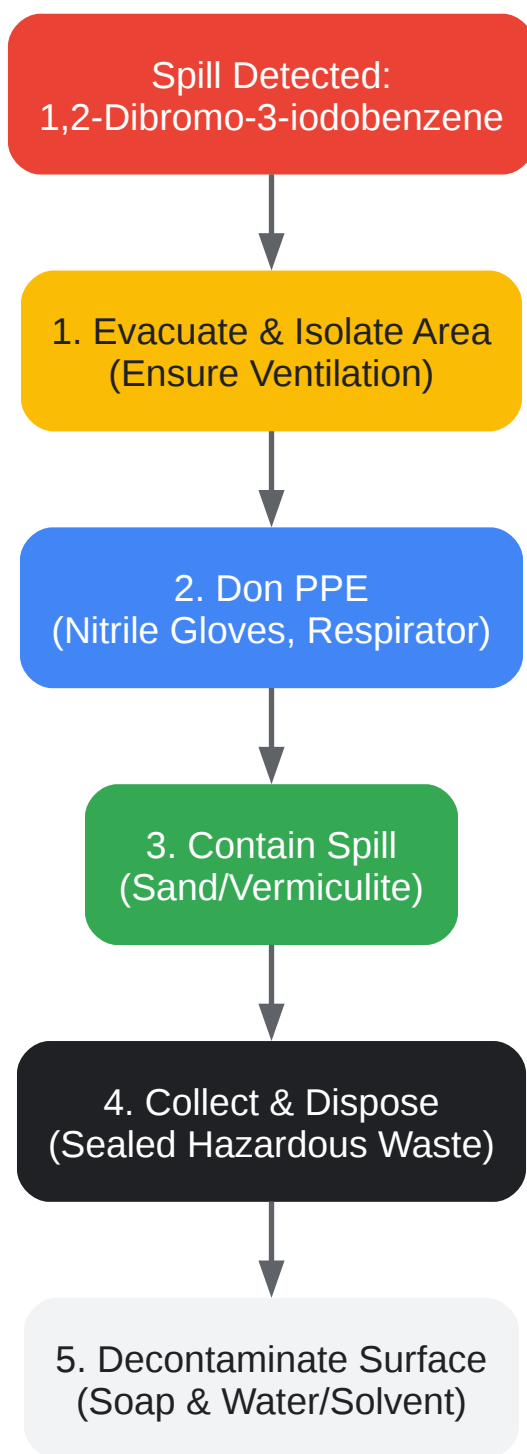 Spill Detected:
1,2-Dibromo-3-iodobenzene
1. Evacuate & Isolate Area
(Ensure Ventilation)
2. Don PPE
(Nitrile Gloves, Respirator)
3. Contain Spill
(Sand/Vermiculite)
4. Collect & Dispose
(Sealed Hazardous Waste)
5. Decontaminate Surface
(Soap & Water/Solvent)